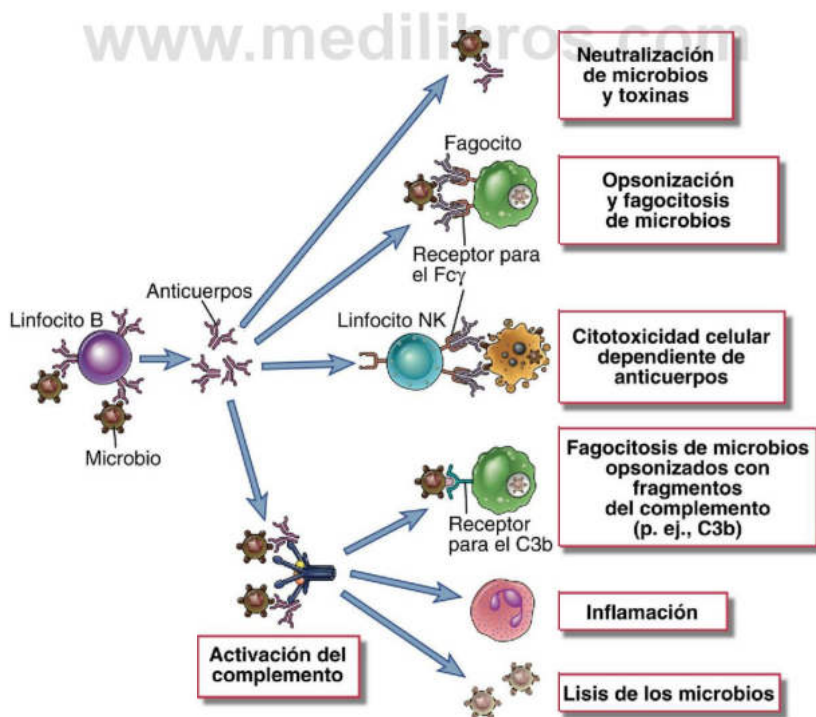 www.medilibros.com
Neutralización
de microbios
y toxinas
Fagocito
Opsonización
y fagocitosis
de microbios
Receptor para
el Fcγ
Anticuerpos
Linfocito B
Linfocito NK
Citotoxicidad celular
dependiente de
anticuerpos
Microbio
Fagocitosis de microbios
opsonizados con
fragmentos
del complemento
(p. ej., C3b)
Receptor
para el C3b
Inflamación
Activación del
complemento
Lisis de los microbios